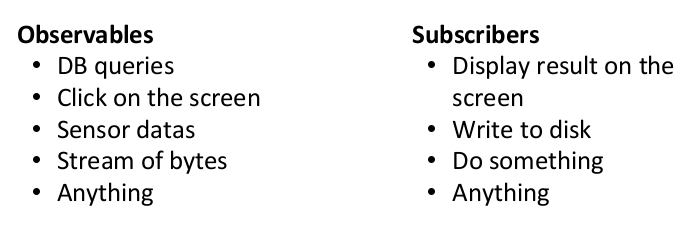 Observables
• DB queries
• Click on the screen
• Sensor datas
• Stream of bytes
• Anything
Subscribers
• Display result on the
screen
• Write to disk
• Do something
• Anything